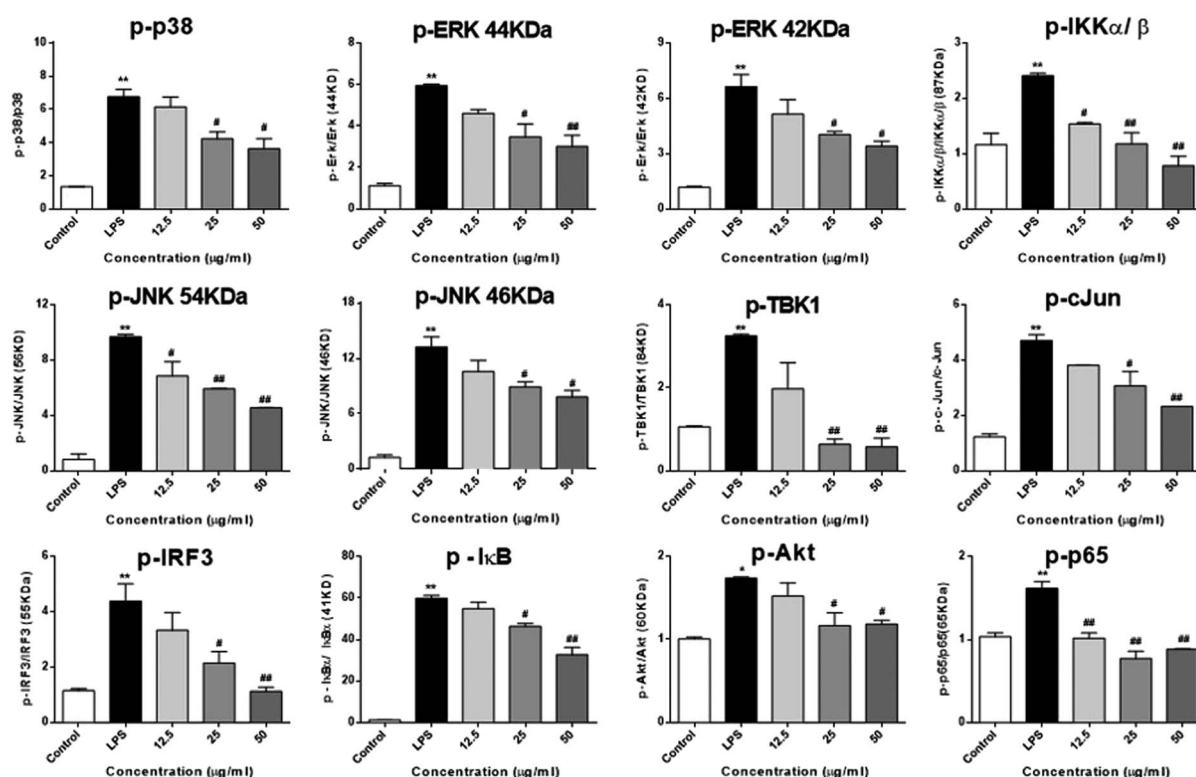 p-p38
p-p38/p38
10
8
6
4
2
0
**
#
#
Control
LPS
12.5
25
50
Concentration (μg/ml)
p-ERK 44KDa
p-Erk/Erk (44KD)
9
6
3
0
**
#
##
Control
LPS
12.5
25
50
Concentration (μg/ml)
p-ERK 42KDa
p-Erk/Erk (42KD)
9
6
3
0
**
#
#
Control
LPS
12.5
25
50
Concentration (μg/ml)
p-IKKα/ β
p-IKKα/β/IKKα/β (87KDa)
3
2
1
0
**
#
##
##
Control
LPS
12.5
25
50
Concentration (μg/ml)
p-JNK 54KDa
p-JNK/JNK (56KD)
12
9
6
3
0
**
#
##
##
Control
LPS
12.5
25
50
Concentration (μg/ml)
p-JNK 46KDa
p-JNK/JNK (46KD)
18
13
9
4
0
**
#
#
Control
LPS
12.5
25
50
Concentration (μg/ml)
p-TBK1
p-TBK1/TBK1 (84KD)
4
2
0
**
##
##
Control
LPS
12.5
25
50
Concentration (μg/ml)
p-cJun
p-c-Jun/c-Jun
6
4
2
0
**
#
##
Control
LPS
12.5
25
50
Concentration (μg/ml)
p-IRF3
p-IRF3/IRF3 (55KDa)
6
4
2
0
**
#
##
Control
LPS
12.5
25
50
Concentration (μg/ml)
p -IκB
p -IκBα/ IκBα (41KD)
80
60
40
20
0
**
#
##
Control
LPS
12.5
25
50
Concentration (μg/ml)
p-Akt
p-Akt/Akt (60KDa)
2
1
0
*
#
#
Control
LPS
12.5
25
50
Concentration (μg/ml)
p-p65
p-p65/p65(65KDa)
2
1
0
**
##
##
##
Control
LPS
12.5
25
50
Concentration (μg/ml)